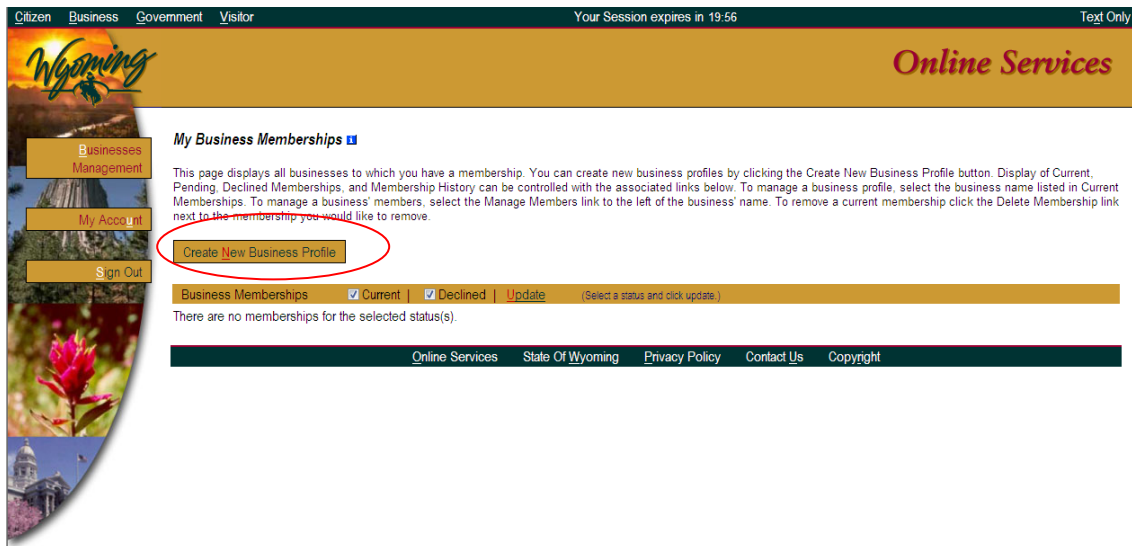 Citizen Business Government Visitor Your Session expires in 19:56 Text Only
Wyoming
Online Services
Businesses
Management
My Account
Sign Out
My Business Memberships i
This page displays all businesses to which you have a membership. You can create new business profiles by clicking the Create New Business Profile button. Display of Current,
Pending, Declined Memberships, and Membership History can be controlled with the associated links below. To manage a business profile, select the business name listed in Current
Memberships. To manage a business' members, select the Manage Members link to the left of the business' name. To remove a current membership click the Delete Membership link
next to the membership you would like to remove.
Create New Business Profile
Business Memberships Current | Declined | Update (Select a status and click update.)
There are no memberships for the selected status(s).
Online Services State Of Wyoming Privacy Policy Contact Us Copyright